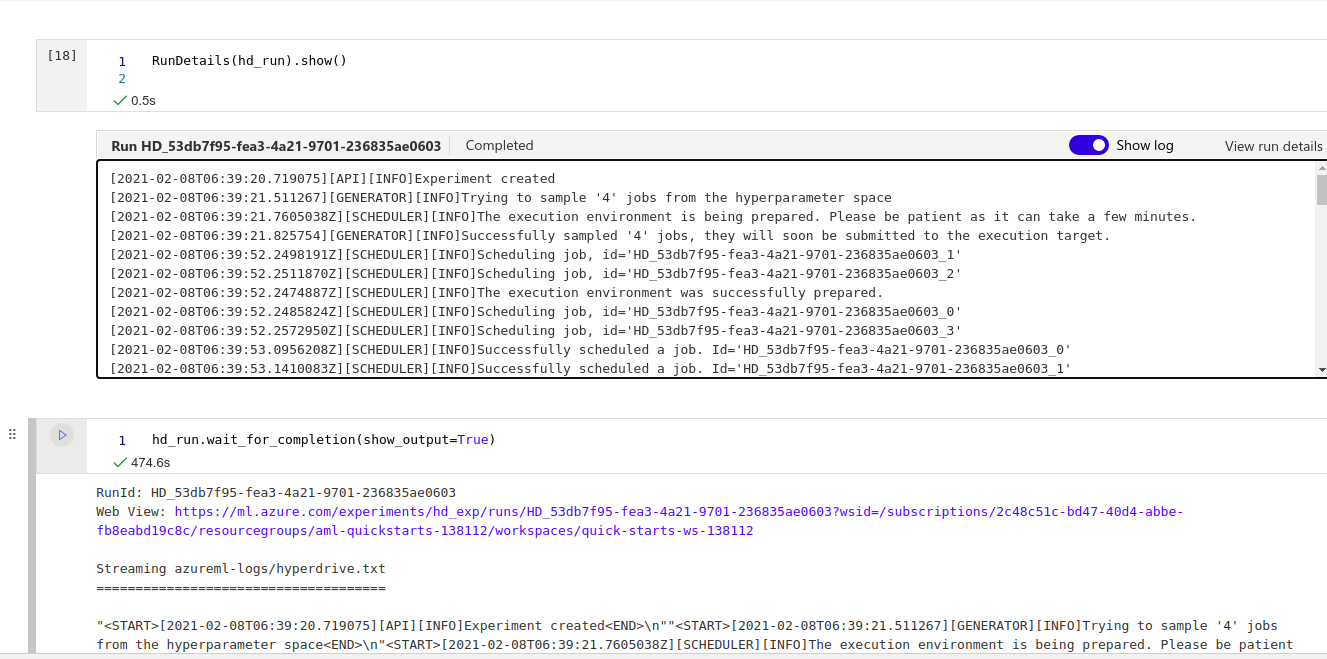 [18]
1 RunDetails(hd_run).show()
2
0.5s
Run HD_53db7f95-fea3-4a21-9701-236835ae0603 Completed Show log View run details
[2021-02-08T06:39:20.719075][API][INFO]Experiment created
[2021-02-08T06:39:21.511267][GENERATOR][INFO]Trying to sample '4' jobs from the hyperparameter space
[2021-02-08T06:39:21.7605038Z][SCHEDULER][INFO]The execution environment is being prepared. Please be patient as it can take a few minutes.
[2021-02-08T06:39:21.825754][GENERATOR][INFO]Successfully sampled '4' jobs, they will soon be submitted to the execution target.
[2021-02-08T06:39:52.2498191Z][SCHEDULER][INFO]Scheduling job, id='HD_53db7f95-fea3-4a21-9701-236835ae0603_1'
[2021-02-08T06:39:52.2511870Z][SCHEDULER][INFO]Scheduling job, id='HD_53db7f95-fea3-4a21-9701-236835ae0603_2'
[2021-02-08T06:39:52.2474887Z][SCHEDULER][INFO]The execution environment was successfully prepared.
[2021-02-08T06:39:52.2485824Z][SCHEDULER][INFO]Scheduling job, id='HD_53db7f95-fea3-4a21-9701-236835ae0603_0'
[2021-02-08T06:39:52.2572950Z][SCHEDULER][INFO]Scheduling job, id='HD_53db7f95-fea3-4a21-9701-236835ae0603_3'
[2021-02-08T06:39:53.0956208Z][SCHEDULER][INFO]Successfully scheduled a job. Id='HD_53db7f95-fea3-4a21-9701-236835ae0603_0'
[2021-02-08T06:39:53.1410083Z][SCHEDULER][INFO]Successfully scheduled a job. Id='HD_53db7f95-fea3-4a21-9701-236835ae0603_1'
1 hd_run.wait_for_completion(show_output=True)
474.6s
RunId: HD_53db7f95-fea3-4a21-9701-236835ae0603
Web View: https://ml.azure.com/experiments/hd_exp/runs/HD_53db7f95-fea3-4a21-9701-236835ae0603?wsid=/subscriptions/2c48c51c-bd47-40d4-abbe-
fb8eabd19c8c/resourcegroups/aml-quickstarts-138112/workspaces/quick-starts-ws-138112
Streaming azureml-logs/hyperdrive.txt
=====================================
"<START>[2021-02-08T06:39:20.719075][API][INFO]Experiment created<END>\n""<START>[2021-02-08T06:39:21.511267][GENERATOR][INFO]Trying to sample '4' jobs
from the hyperparameter space<END>\n"<START>[2021-02-08T06:39:21.7605038Z][SCHEDULER][INFO]The execution environment is being prepared. Please be patient